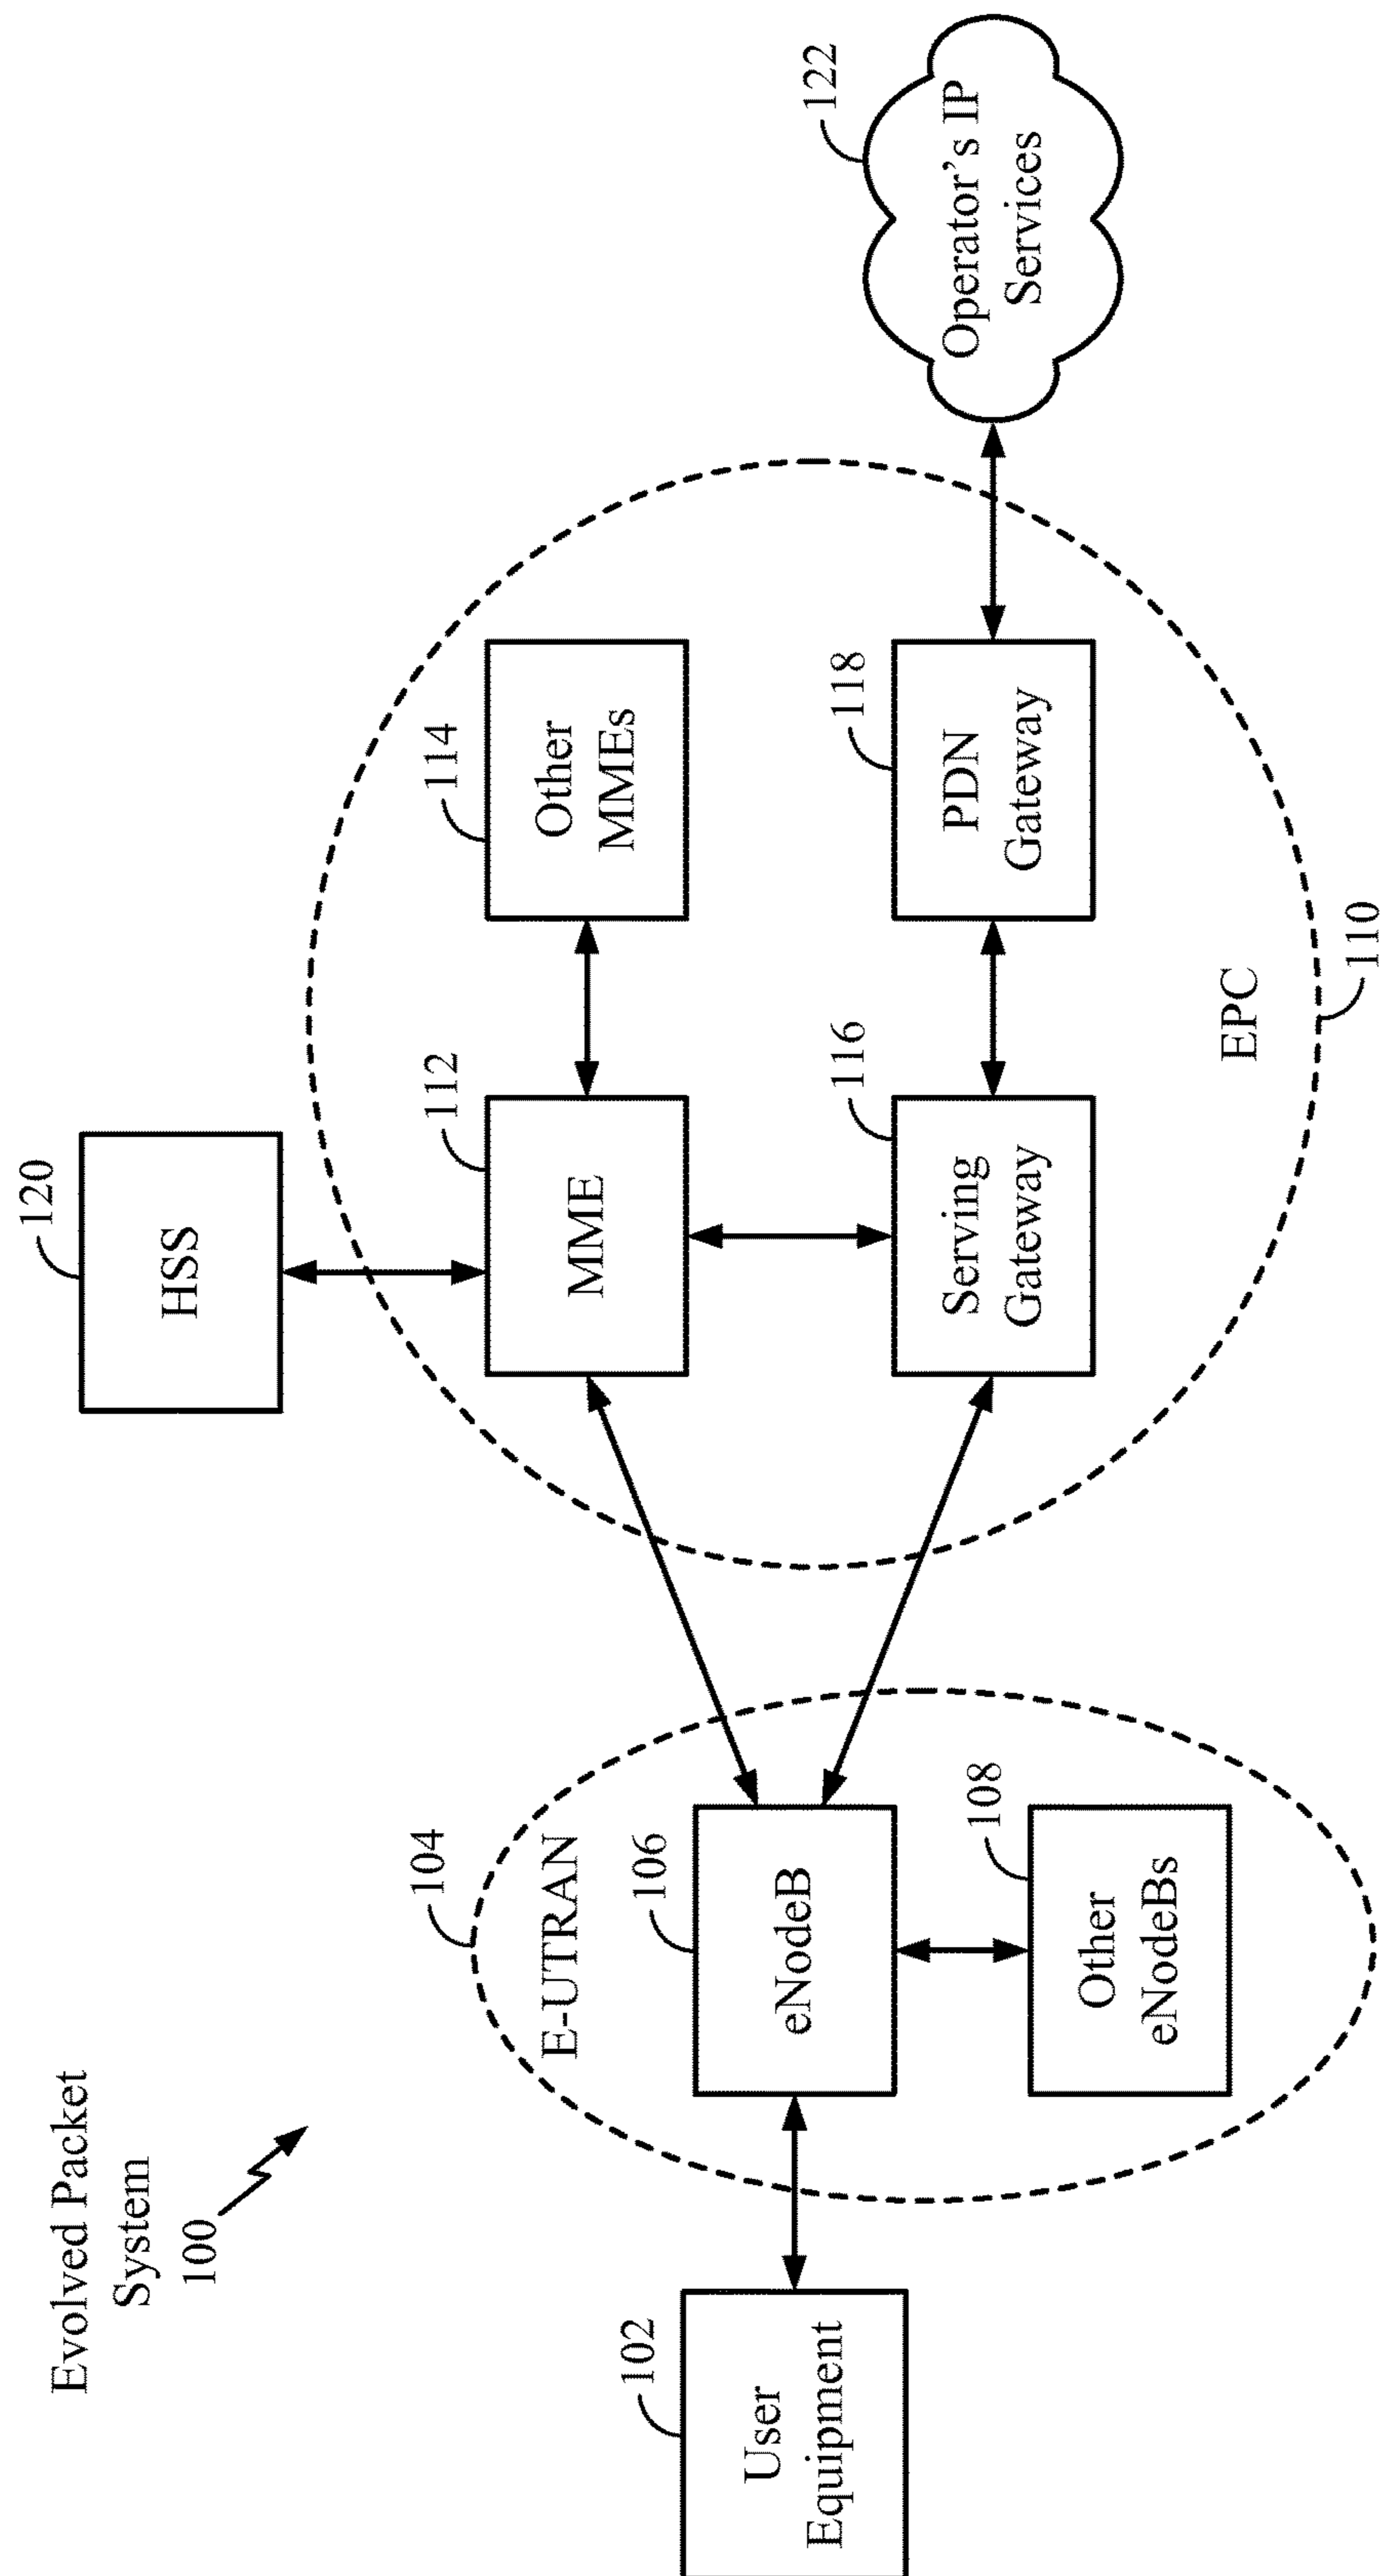 Evolved Packet
System
100
102
User
Equipment
104
E-UTRAN
106
eNodeB
108
Other
eNodeBs
120
HSS
112
MME
114
Other
MMEs
116
Serving
Gateway
118
PDN
Gateway
EPC
110
122
Operator's IP
Services